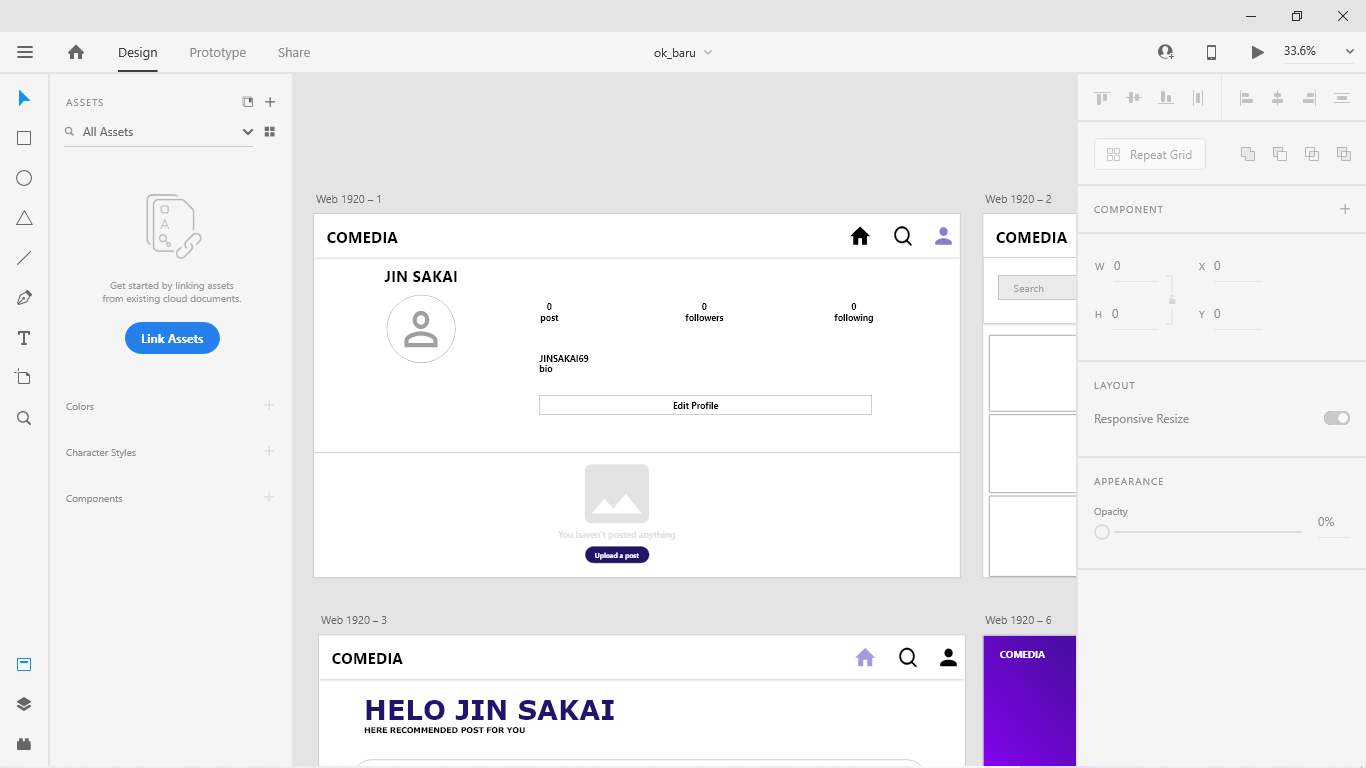 Design
Prototype
Share
ok_baru
33.6%
ASSETS
All Assets
A
Get started by linking assets
from existing cloud documents.
Link Assets
Colors
Character Styles
Components
Web 1920 – 1
COMEDIA
JIN SAKAI
0
post
0
followers
0
following
JINSAKAI69
bio
Edit Profile
You haven't posted anything
Upload a post
Web 1920 – 2
COMEDIA
Search
Web 1920 – 3
COMEDIA
HELO JIN SAKAI
HERE RECOMMENDED POST FOR YOU
Web 1920 – 6
COMEDIA
Repeat Grid
COMPONENT
W 0
X 0
H 0
Y 0
LAYOUT
Responsive Resize
APPEARANCE
Opacity
0%